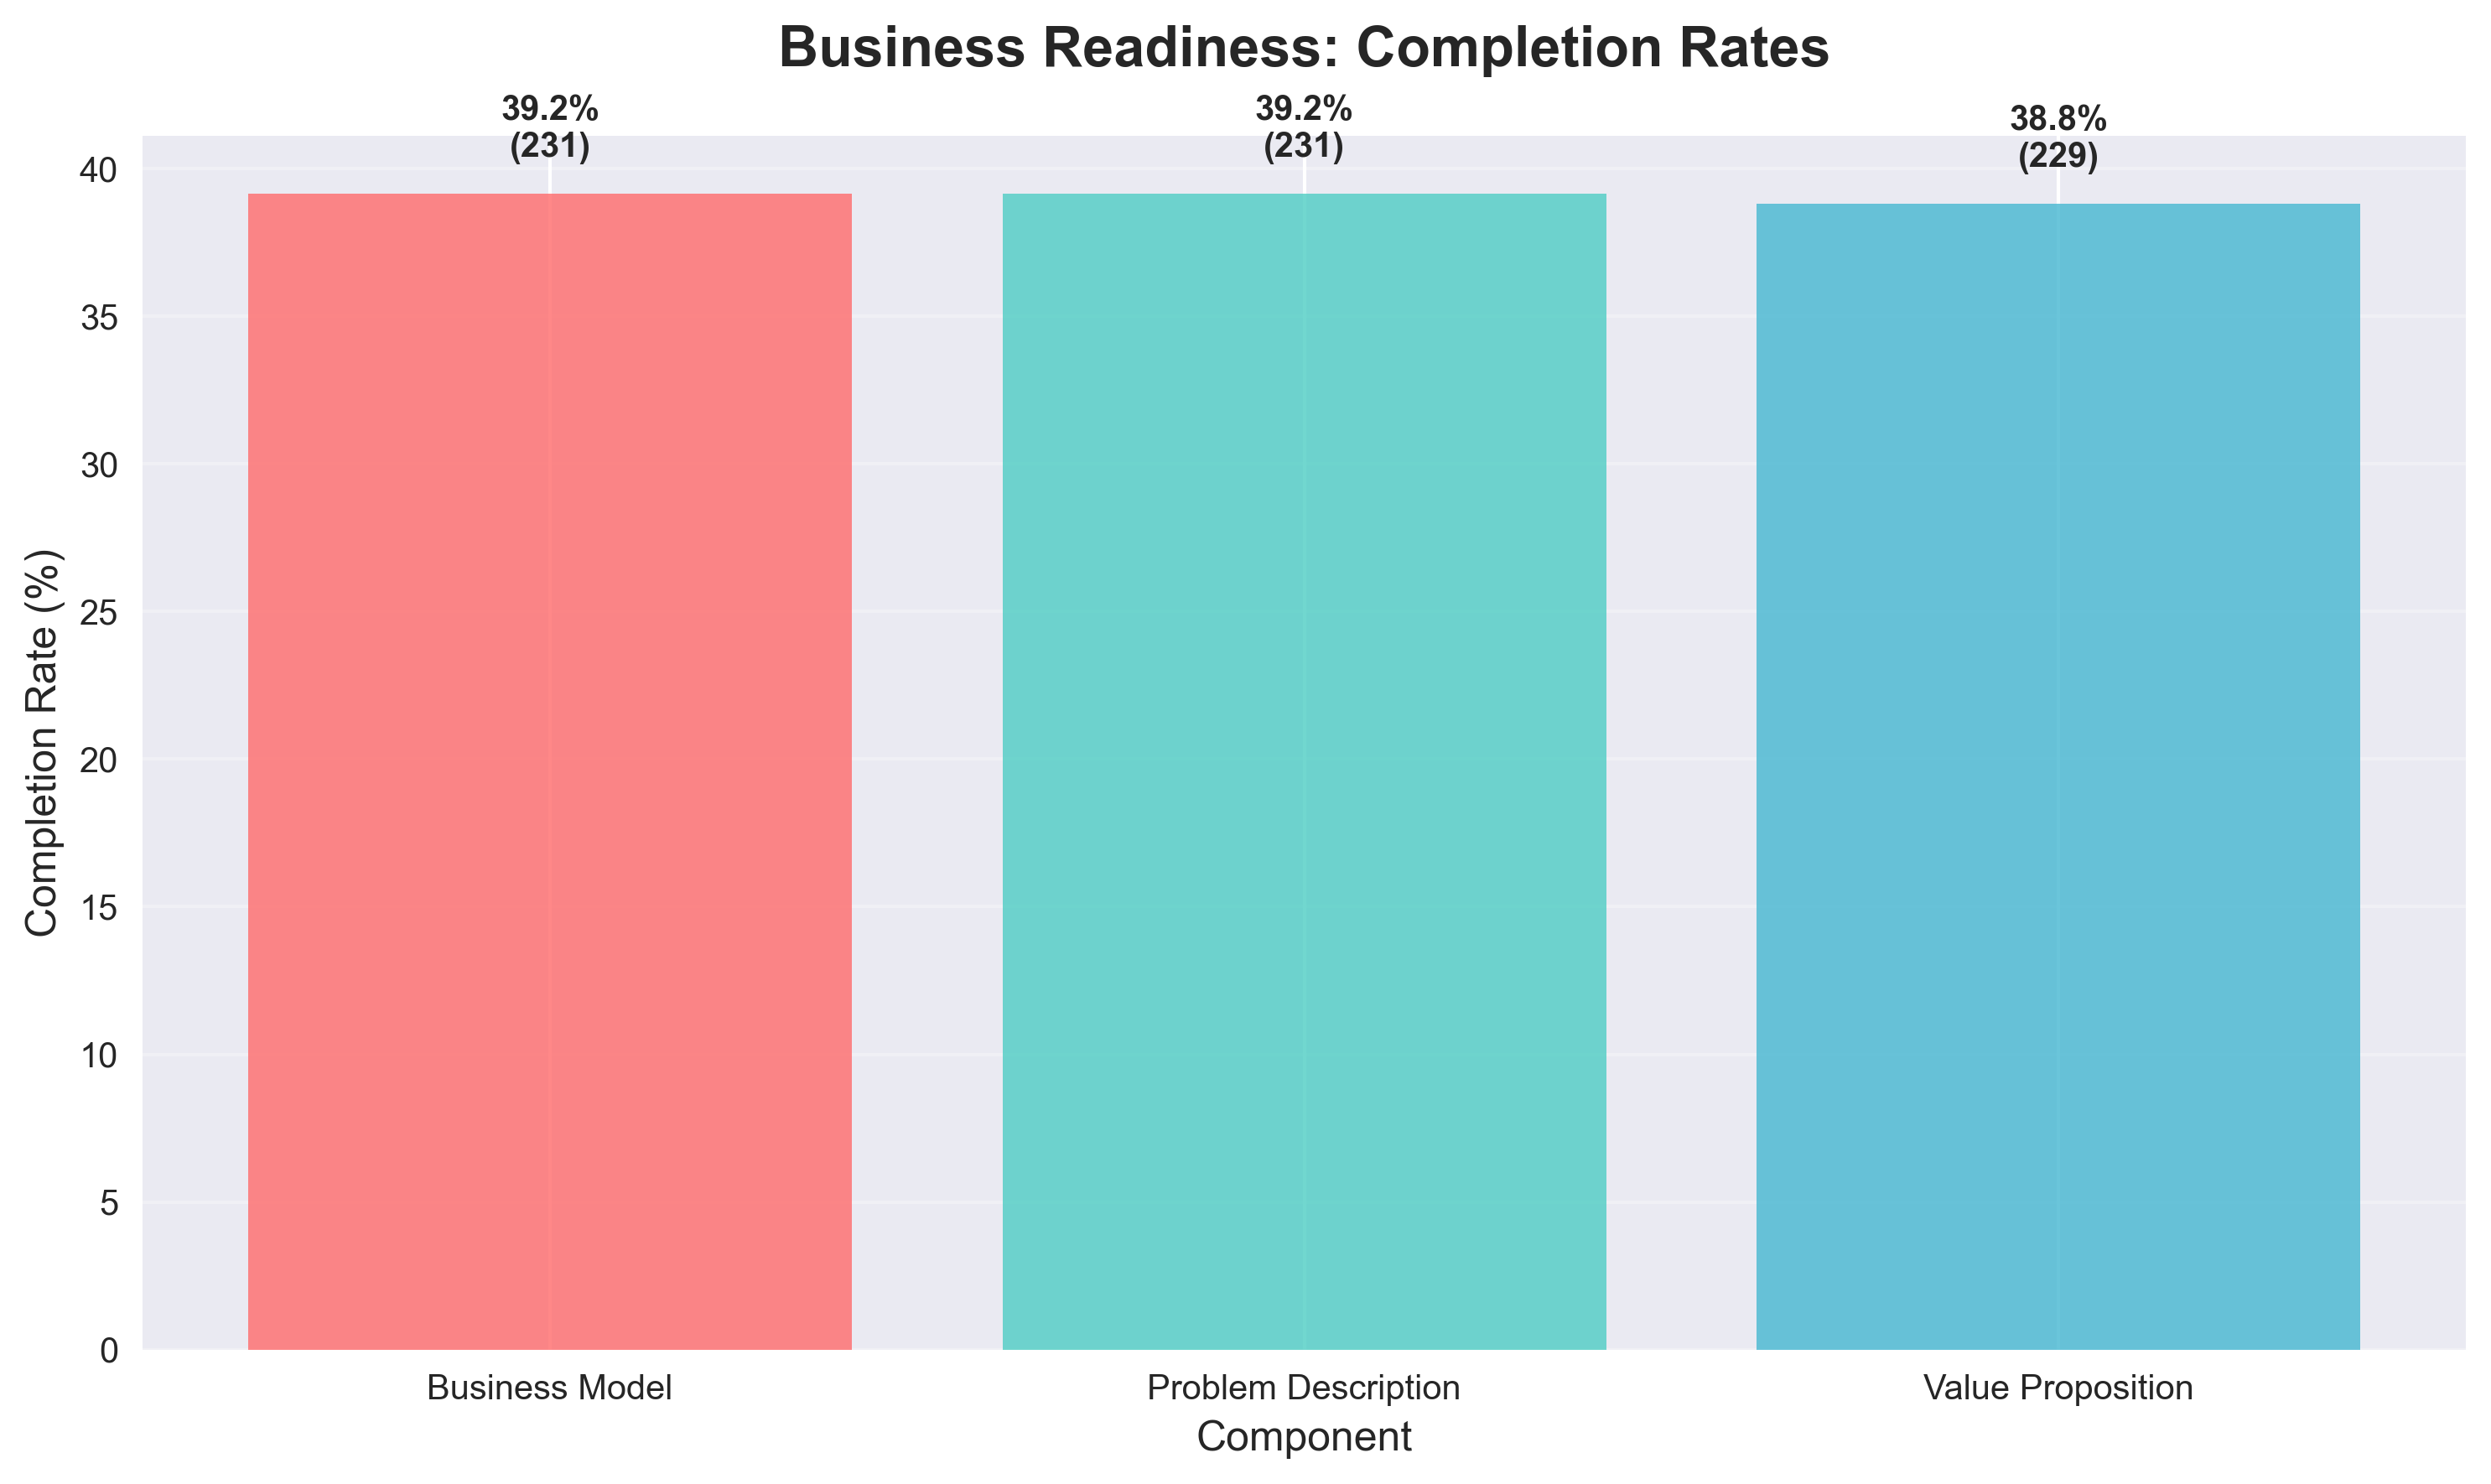 Business Readiness: Completion Rates
39.2%
(231)
39.2%
(231)
38.8%
(229)
40
35
30
25
20
15
10
5
0
Completion Rate (%)
Business Model
Problem Description
Value Proposition
Component